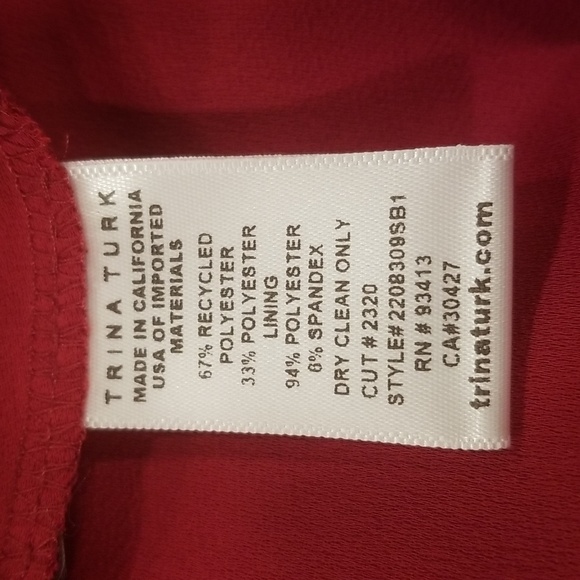 TRINA TURK
MADE IN CALIFORNIA
USA OF IMPORTED
MATERIALS
67% RECYCLED
POLYESTER
33% POLYESTER
LINING
94% POLYESTER
6% SPANDEX
DRY CLEAN ONLY
CUT#2320
STYLE#2208309SB1
RN # 93413
CA#30427
trinaturk.com